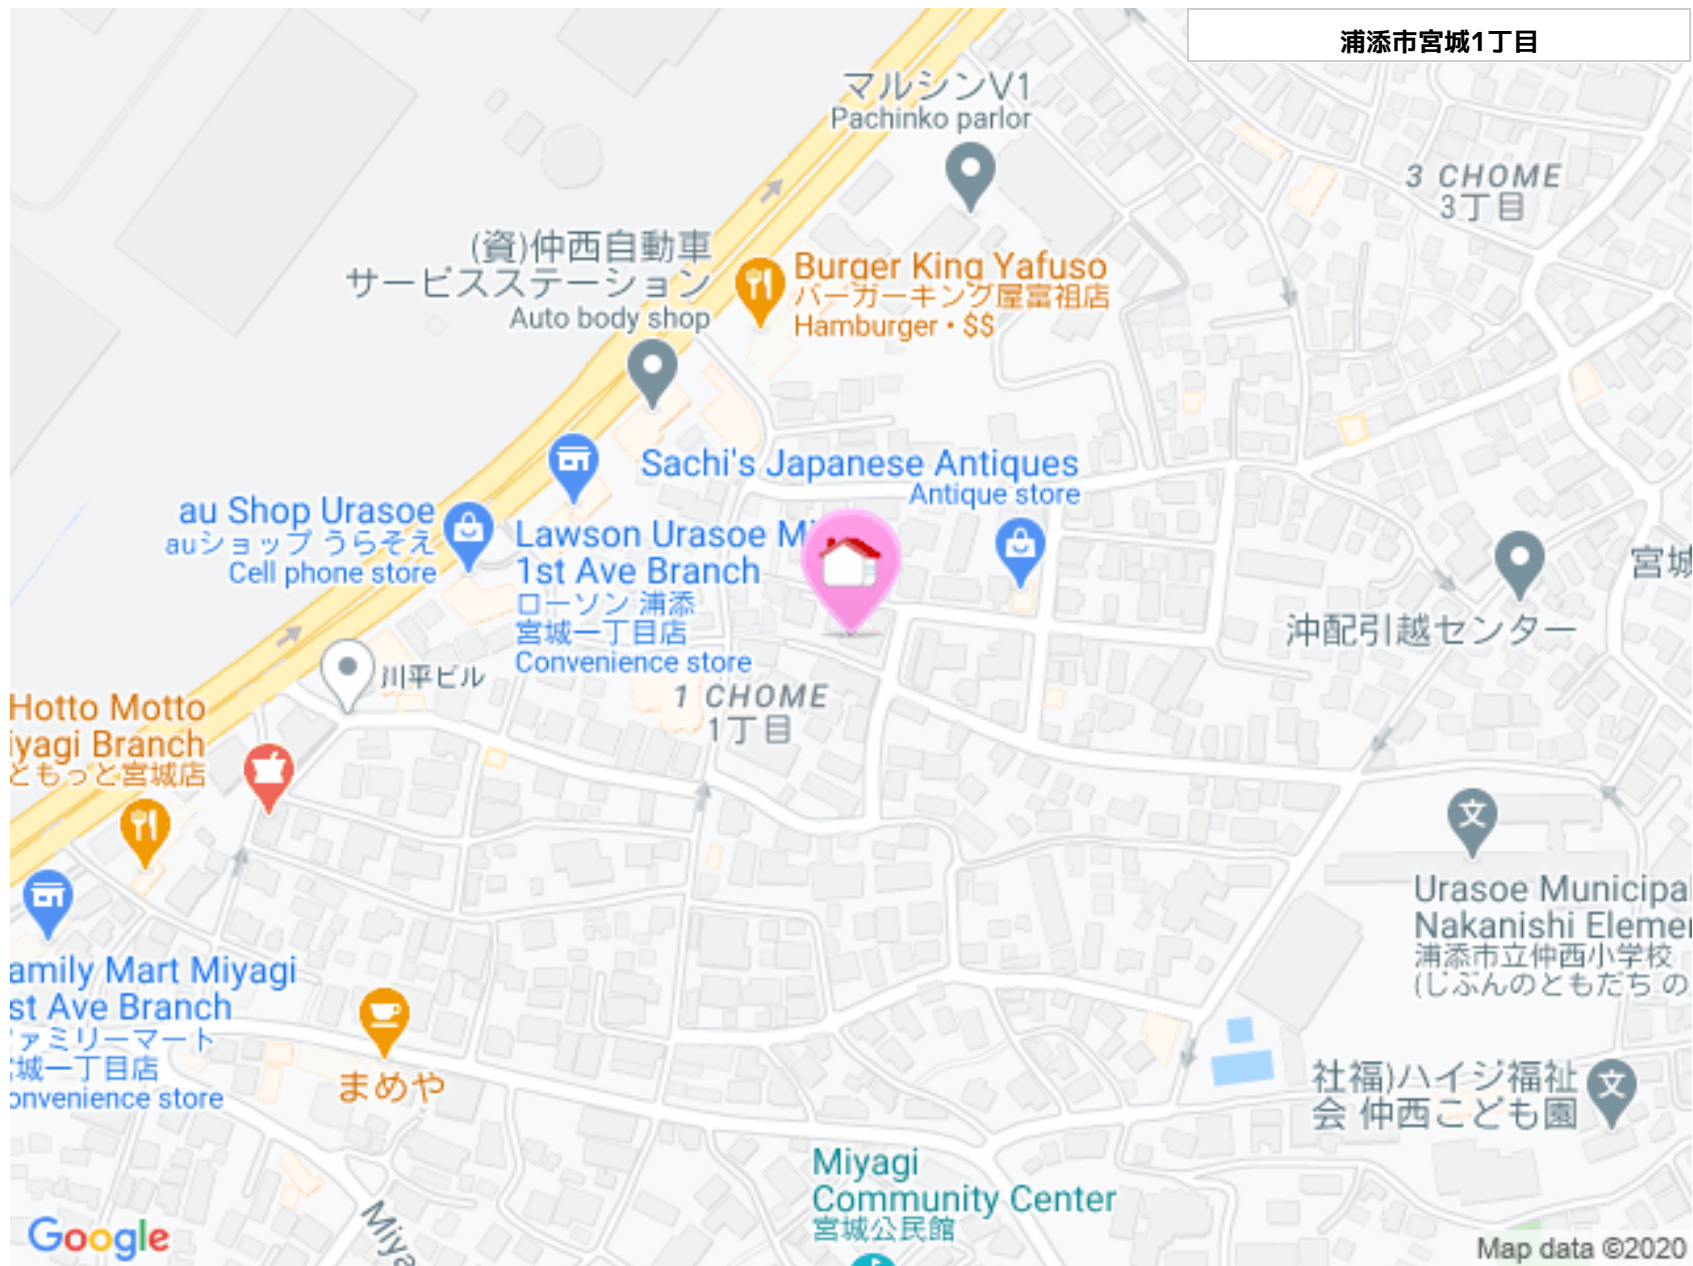 浦添市宮城1丁目
マルシンV1
Pachinko parlor
3 CHOME
3丁目
(資)仲西自動車
サービスステーション
Auto body shop
Burger King Yafuso
バーガーキング屋富祖店
Hamburger • $$
Sachi's Japanese Antiques
Antique store
au Shop Urasoe
auショップ うらそえ
Cell phone store
Lawson Urasoe Mi
1st Ave Branch
ローソン 浦添
宮城一丁目店
Convenience store
宮城
沖配引越センター
川平ビル
1 CHOME
1丁目
Hotto Motto
iyagi Branch
ともっと宮城店
文
Urasoe Municipal
Nakanishi Elemen
浦添市立仲西小学校
(じぶんのともだち の
amily Mart Miyagi
st Ave Branch
ァミリーマート
城一丁目店
onvenience store
まめや
社福)ハイジ福祉
会 仲西こども園
文
Miyagi
Community Center
宮城公民館
Miya
Google
Map data ©2020